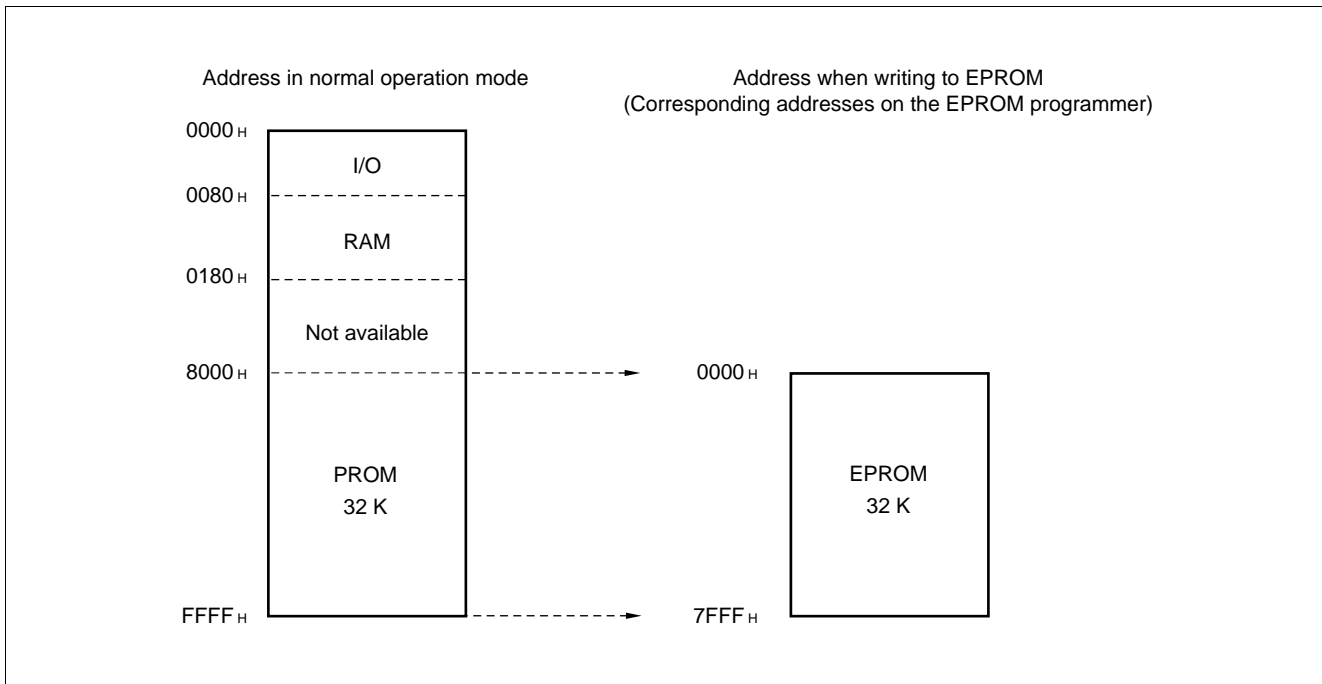 Address in normal operation mode
Address when writing to EPROM
(Corresponding addresses on the EPROM programmer)
0000 H
I/O
0080 H
RAM
0180 H
Not available
8000 H
0000 H
PROM
32 K
EPROM
32 K
FFFF H
7FFF H